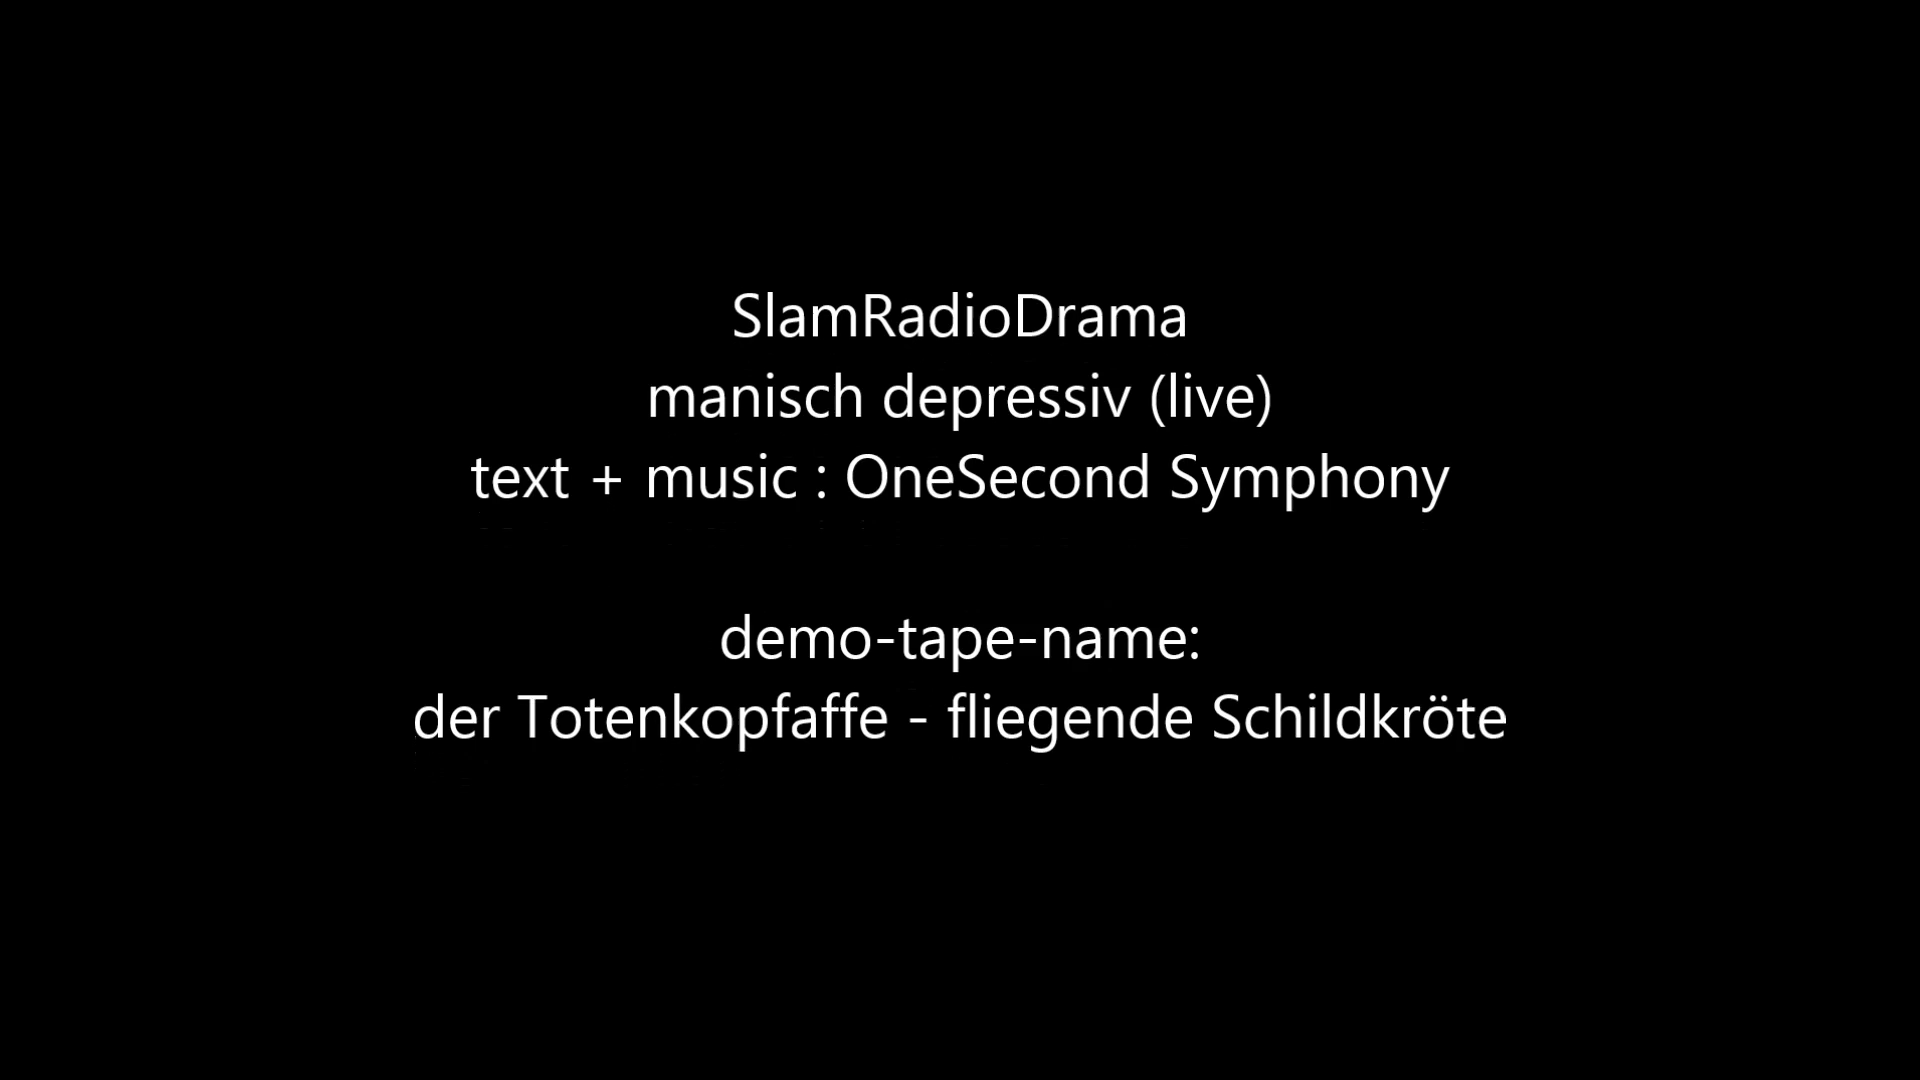 SlamRadioDrama
manisch depressiv (live)
text + music : OneSecond Symphony
demo-tape-name:
der Totenkopfaffe - fliegende Schildkröte